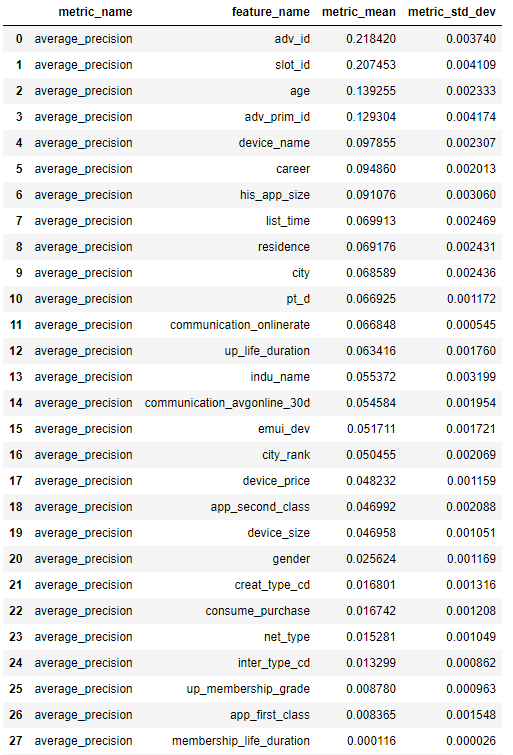 metric_name feature_name metric_mean metric_std_dev
0 average_precision adv_id 0.218420 0.003740
1 average_precision slot_id 0.207453 0.004109
2 average_precision age 0.139255 0.002333
3 average_precision adv_prim_id 0.129304 0.004174
4 average_precision device_name 0.097855 0.002307
5 average_precision career 0.094860 0.002013
6 average_precision his_app_size 0.091076 0.003060
7 average_precision list_time 0.069913 0.002469
8 average_precision residence 0.069176 0.002431
9 average_precision city 0.068589 0.002436
10 average_precision pt_d 0.066925 0.001172
11 average_precision communication_onlinerate 0.066848 0.000545
12 average_precision up_life_duration 0.063416 0.001760
13 average_precision indu_name 0.055372 0.003199
14 average_precision communication_avgonline_30d 0.054584 0.001954
15 average_precision emui_dev 0.051711 0.001721
16 average_precision city_rank 0.050455 0.002069
17 average_precision device_price 0.048232 0.001159
18 average_precision app_second_class 0.046992 0.002088
19 average_precision device_size 0.046958 0.001051
20 average_precision gender 0.025624 0.001169
21 average_precision creat_type_cd 0.016801 0.001316
22 average_precision consume_purchase 0.016742 0.001208
23 average_precision net_type 0.015281 0.001049
24 average_precision inter_type_cd 0.013299 0.000862
25 average_precision up_membership_grade 0.008780 0.000963
26 average_precision app_first_class 0.008365 0.001548
27 average_precision membership_life_duration 0.000116 0.000026